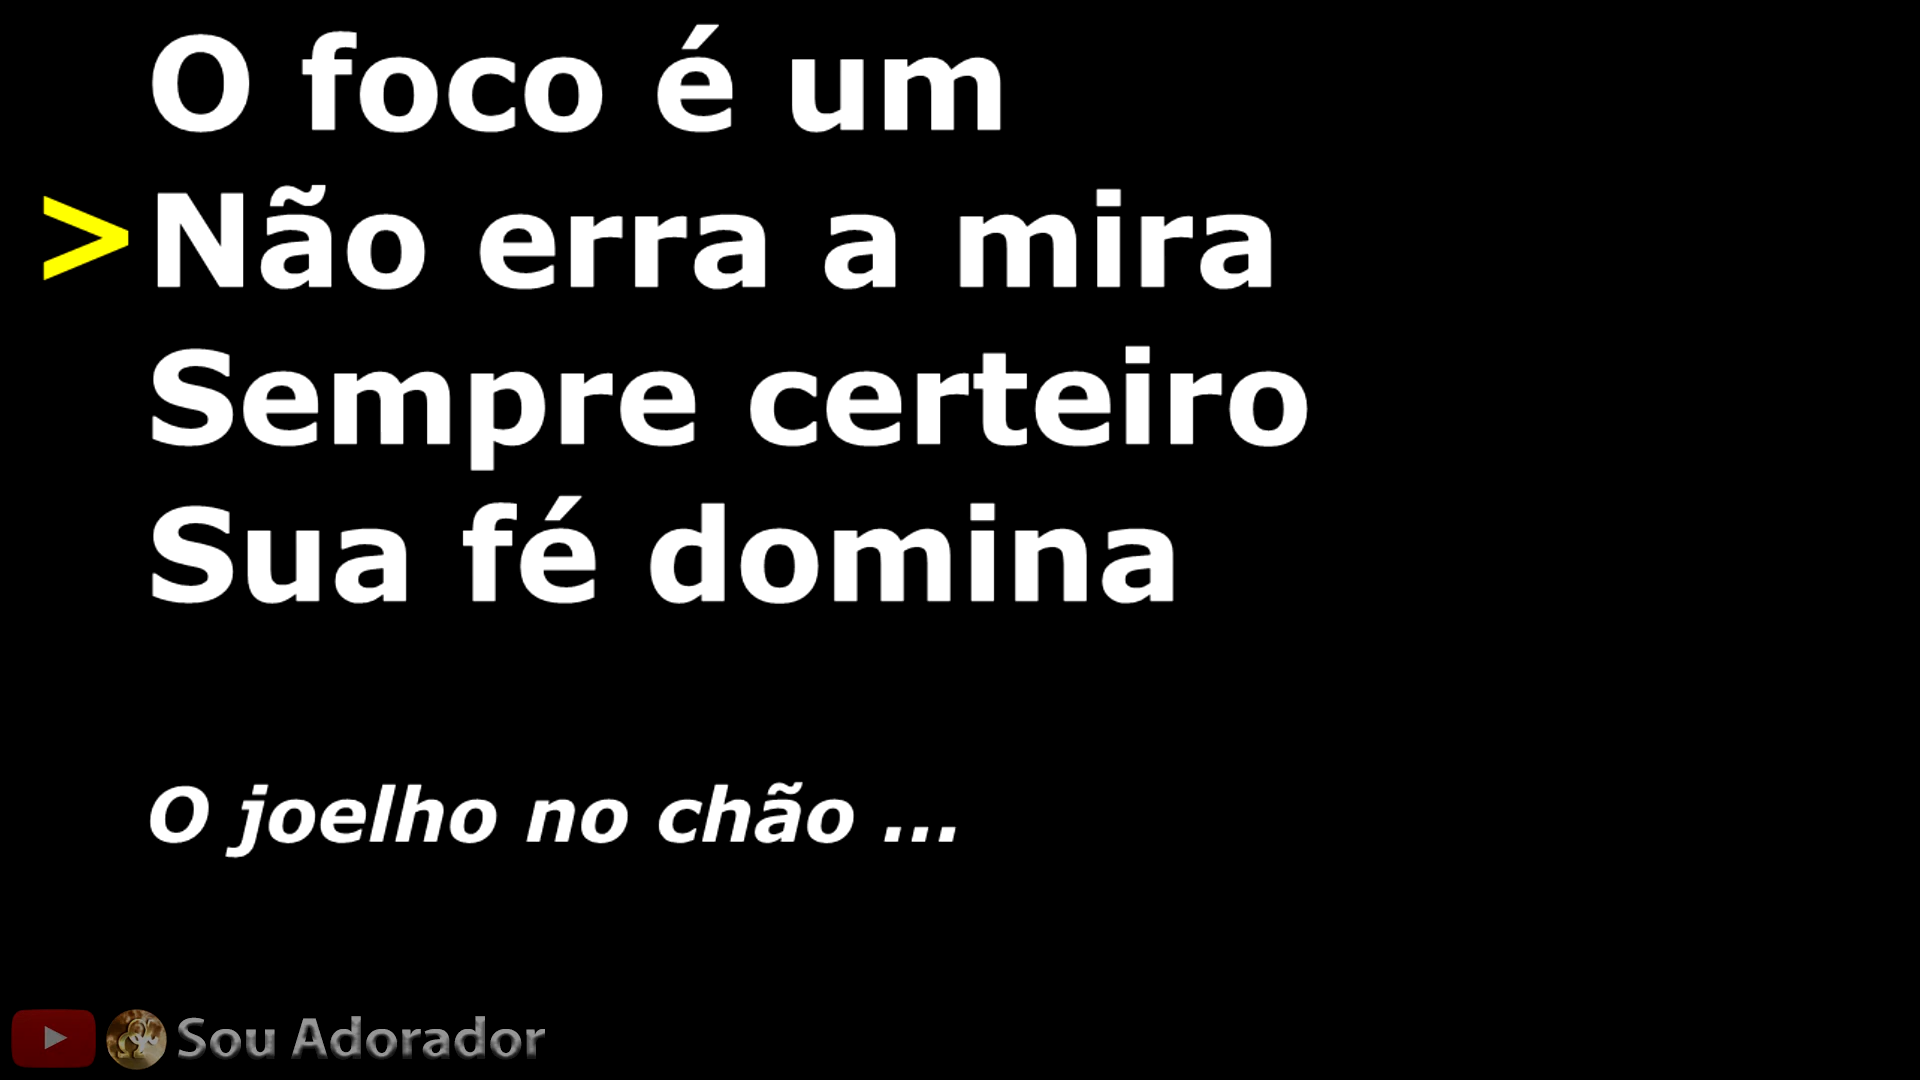 O foco é um
>Não erra a mira
Sempre certeiro
Sua fé domina
O joelho no chão ...
Sou Adorador